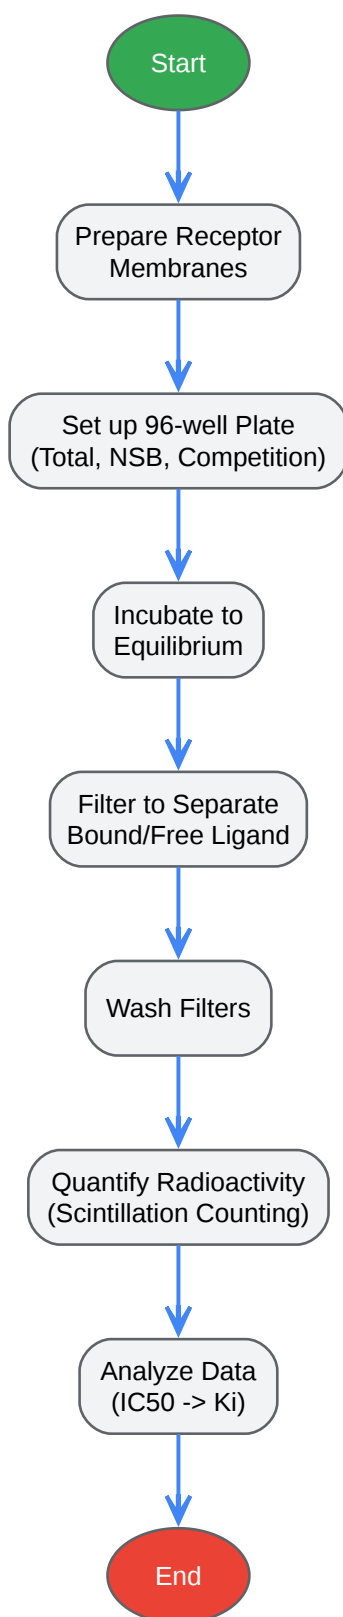 Start
Prepare Receptor
Membranes
Set up 96-well Plate
(Total, NSB, Competition)
Incubate to
Equilibrium
Filter to Separate
Bound/Free Ligand
Wash Filters
Quantify Radioactivity
(Scintillation Counting)
Analyze Data
(IC50 -> Ki)
End